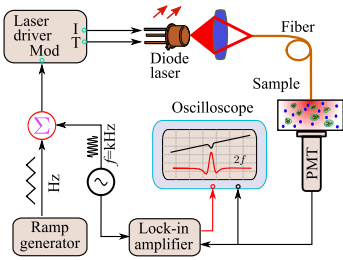 Laser
driver
Mod
I
T
Diode
laser
Fiber
Sample
Oscilloscope
2f
PMT
Σ
f=kHz
Hz
Ramp
generator
Lock-in
amplifier